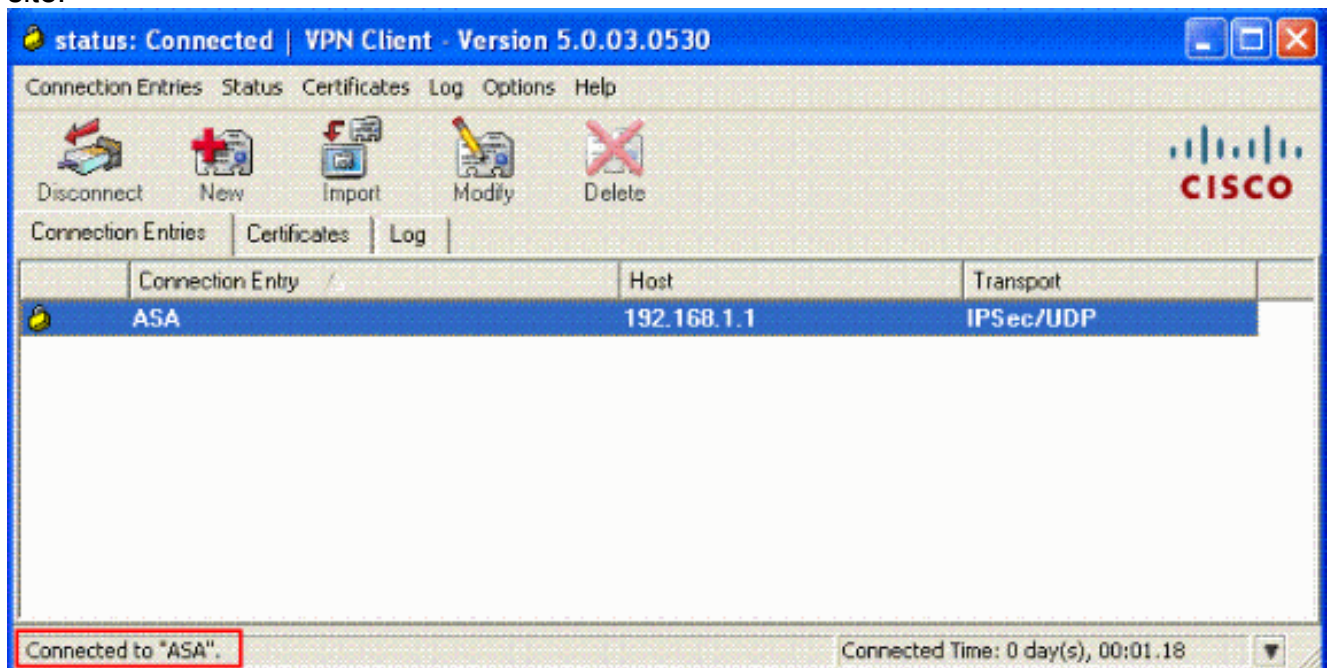 status: Connected | VPN Client - Version 5.0.03.0530
Connection Entries Status Certificates Log Options Help
Disconnect New Import Modify Delete
CISCO
Connection Entries Certificates Log
Connection Entry Host Transport
ASA 192.168.1.1 IPSec/UDP
Connected to "ASA". Connected Time: 0 day(s), 00:01.18